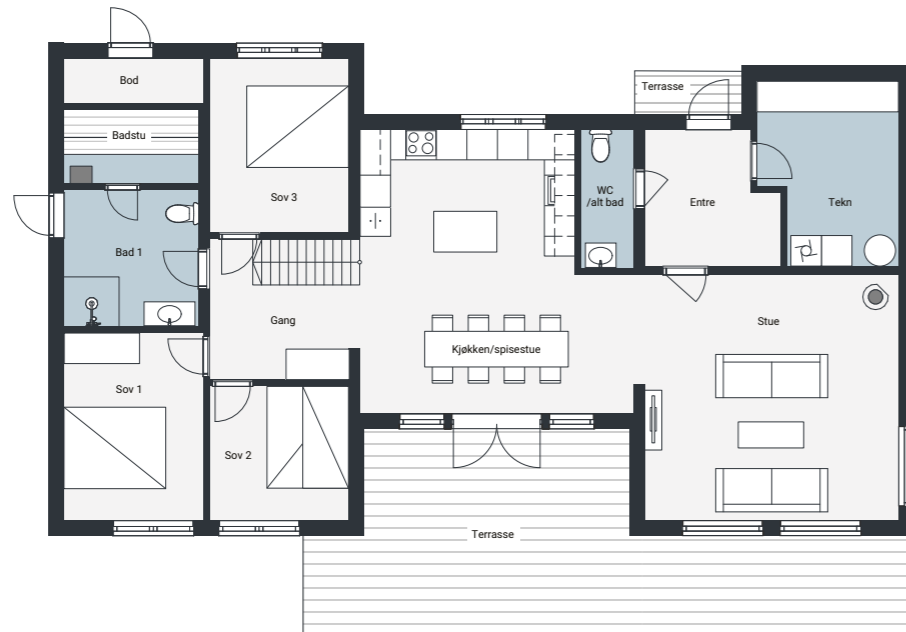 Bod
Terrasse
Badstu
Sov 3
WC
/alt bad
Entre
Tekn
Bad 1
Gang
Stue
Kjøkken/spisestue
Sov 1
Sov 2
Terrasse